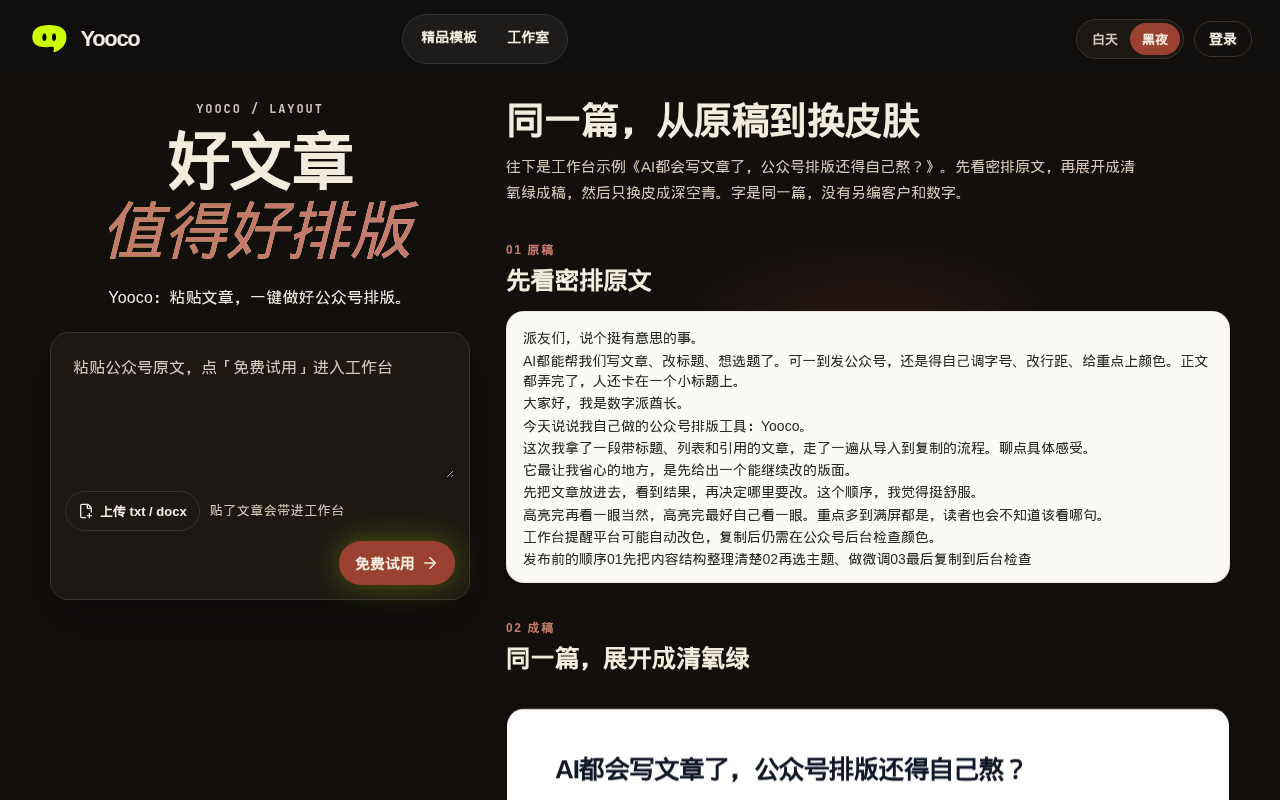 Yooco
精品模板
工作室
白天
黑夜
登录
YOOCO / LAYOUT
好文章
值得好排版
Yooco：粘贴文章，一键做好公众号排版。
粘贴公众号原文，点「免费试用」进入工作台
上传 txt / docx
贴了文章会带进工作台
免费试用
同一篇，从原稿到换皮肤
往下是工作台示例《AI都会写文章了，公众号排版还得自己熬？》。先看密排原文，再展开成清
氧绿成稿，然后只换皮成深空青。字是同一篇，没有另编客户和数字。
01 原稿
先看密排原文
派友们，说个挺有意思的事。
AI都能帮我们写文章、改标题、想选题了。可一到发公众号，还是得自己调字号、改行距、给重点上颜色。正文
都弄完了，人还卡在一个小标题上。
大家好，我是数字派酋长。
今天说说我自己做的公众号排版工具：Yooco。
这次我拿了一段带标题、列表和引用的文章，走了一遍从导入到复制的流程。聊点具体感受。
它最让我省心的地方，是先给出一个能继续改的版面。
先把文章放进去，看到结果，再决定哪里要改。这个顺序，我觉得挺舒服。
高亮完再看一眼当然，高亮完最好自己看一眼。重点多到满屏都是，读者也会不知道该看哪句。
工作台提醒平台可能自动改色，复制后仍需在公众号后台检查颜色。
发布前的顺序01先把内容结构整理清楚02再选主题、做微调03最后复制到后台检查
02 成稿
同一篇，展开成清氧绿
AI都会写文章了，公众号排版还得自己熬？